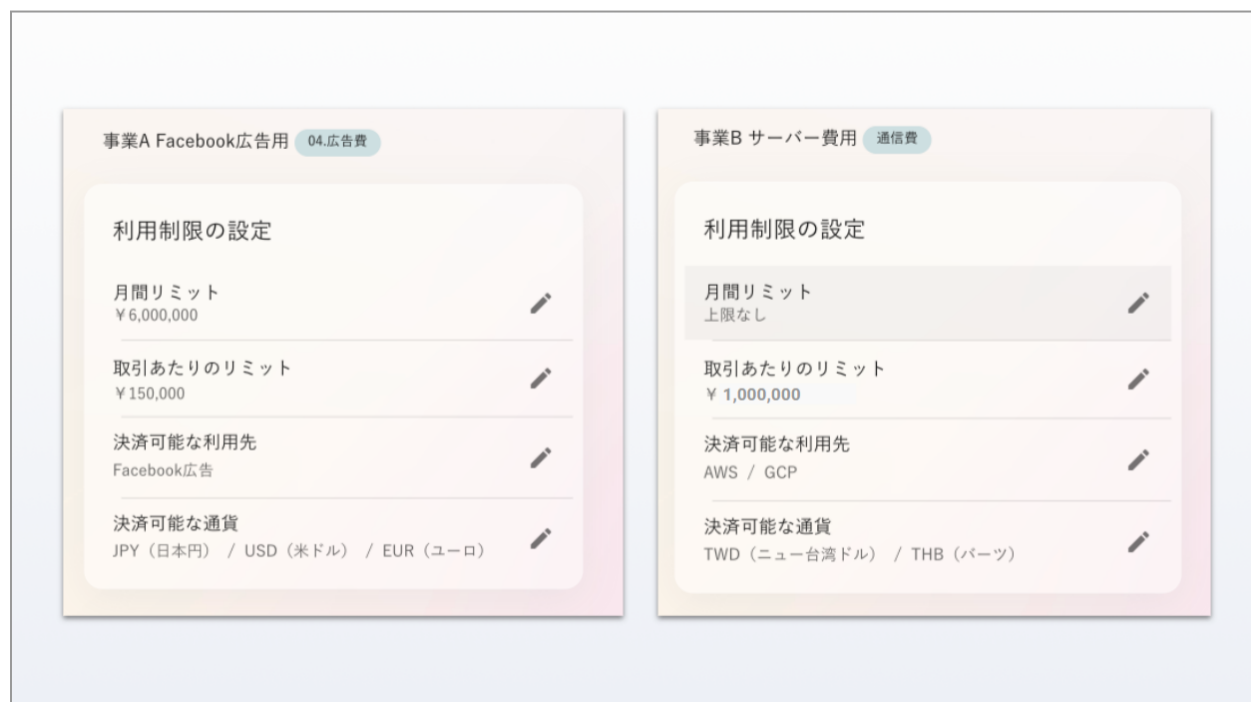 事業A Facebook広告用 04.広告費
利用制限の設定
月間リミット
￥6,000,000
取引あたりのリミット
￥150,000
決済可能な利用先
Facebook広告
決済可能な通貨
JPY（日本円） / USD（米ドル） / EUR（ユーロ）
事業B サーバー費用 通信費
利用制限の設定
月間リミット
上限なし
取引あたりのリミット
￥ 1,000,000
決済可能な利用先
AWS / GCP
決済可能な通貨
TWD（ニュー台湾ドル） / THB（バーツ）